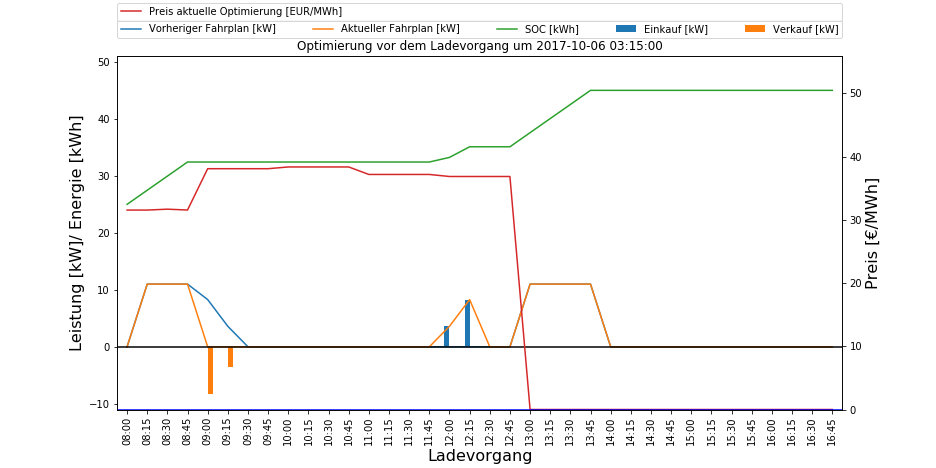 Preis aktuelle Optimierung [EUR/MWh]
Vorheriger Fahrplan [kW] Aktueller Fahrplan [kW] SOC [kWh] Einkauf [kW] Verkauf [kW]
Optimierung vor dem Ladevorgang um 2017-10-06 03:15:00
Leistung [kW]/ Energie [kWh]
50
40
30
20
10
0
−10
Preis [€/MWh]
50
40
30
20
10
0
08:00 08:15 08:30 08:45 09:00 09:15 09:30 09:45 10:00 10:15 10:30 10:45 11:00 11:15 11:30 11:45 12:00 12:15 12:30 12:45 13:00 13:15 13:30 13:45 14:00 14:15 14:30 14:45 15:00 15:15 15:30 15:45 16:00 16:15 16:30 16:45
Ladevorgang